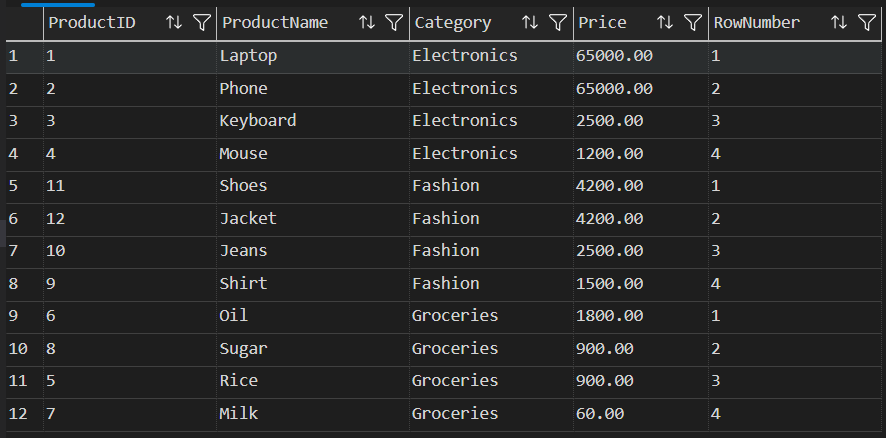 ProductID ProductName Category Price RowNumber
1 1 Laptop Electronics 65000.00 1
2 2 Phone Electronics 65000.00 2
3 3 Keyboard Electronics 2500.00 3
4 4 Mouse Electronics 1200.00 4
5 11 Shoes Fashion 4200.00 1
6 12 Jacket Fashion 4200.00 2
7 10 Jeans Fashion 2500.00 3
8 9 Shirt Fashion 1500.00 4
9 6 Oil Groceries 1800.00 1
10 8 Sugar Groceries 900.00 2
11 5 Rice Groceries 900.00 3
12 7 Milk Groceries 60.00 4